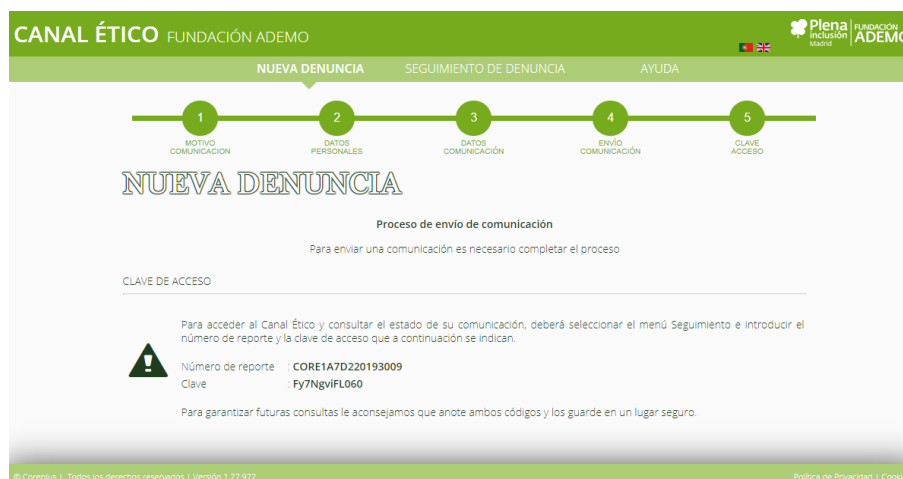 CANAL ÉTICO FUNDACIÓN ADEMO
Plena inclusión Madrid FUNDACIÓN ADEMO
NUEVA DENUNCIA SEGUIMIENTO DE DENUNCIA AYUDA
1 2 3 4 5
MOTIVO COMUNICACION
DATOS PERSONALES
DATOS COMUNICACIÓN
ENVÍO COMUNICACIÓN
CLAVE ACCESO
NUEVA DENUNCIA
Proceso de envío de comunicación
Para enviar una comunicación es necesario completar el proceso
CLAVE DE ACCESO
Para acceder al Canal Ético y consultar el estado de su comunicación, deberá seleccionar el menú Seguimiento e introducir el
número de reporte y la clave de acceso que a continuación se indican.
Número de reporte : CORE1A7D220193009
Clave : Fy7NgviFL060
Para garantizar futuras consultas le aconsejamos que anote ambos códigos y los guarde en un lugar seguro.
© Corenlus | Todos los derechos reservados | Versión 1.27.977
Política de Privacidad |